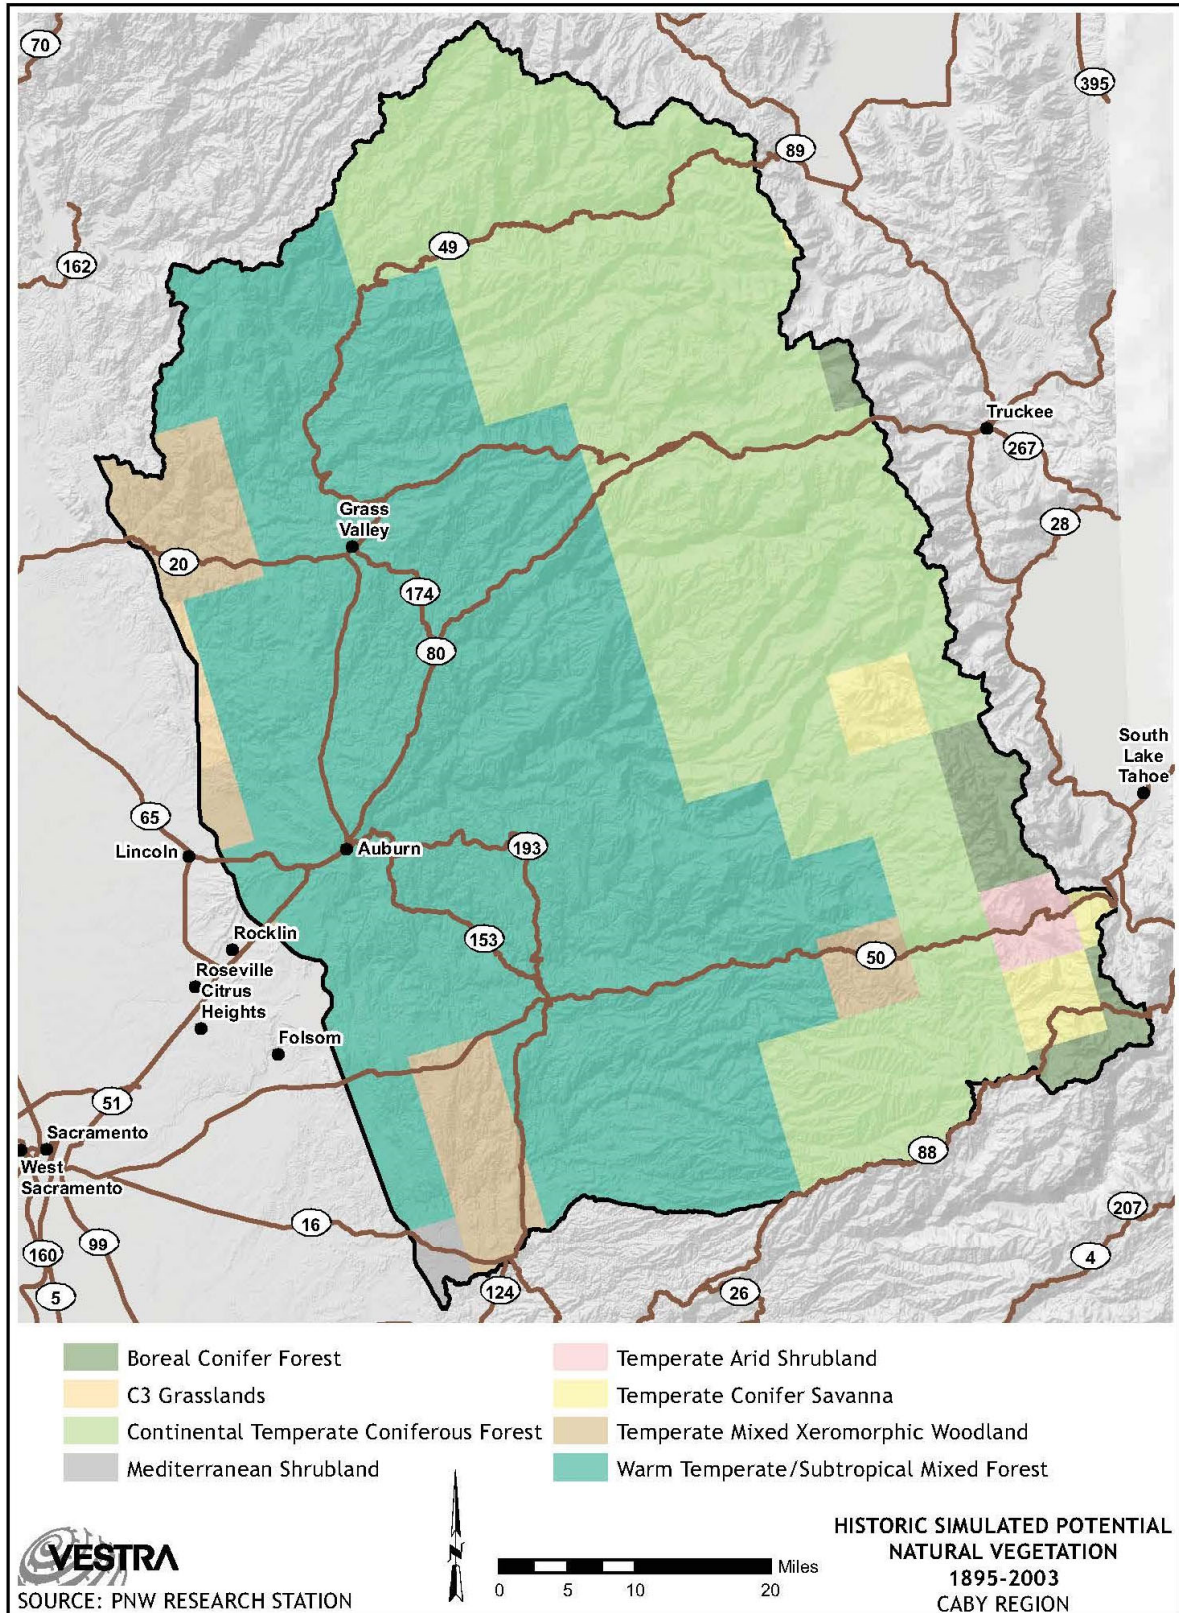 70
395
89
49
162
Truckee
267
Grass
Valley
28
20
174
80
South
Lake
Tahoe
65
Lincoln
Auburn
193
Rocklin
153
50
Roseville
Citrus
Heights
Folsom
51
Sacramento
West
Sacramento
88
16
207
160
99
4
5
124
26
Boreal Conifer Forest
C3 Grasslands
Continental Temperate Coniferous Forest
Mediterranean Shrubland
Temperate Arid Shrubland
Temperate Conifer Savanna
Temperate Mixed Xeromorphic Woodland
Warm Temperate/Subtropical Mixed Forest
VESTRA
SOURCE: PNW RESEARCH STATION
N
Miles
0 5 10 20
HISTORIC SIMULATED POTENTIAL
NATURAL VEGETATION
1895-2003
CABY REGION